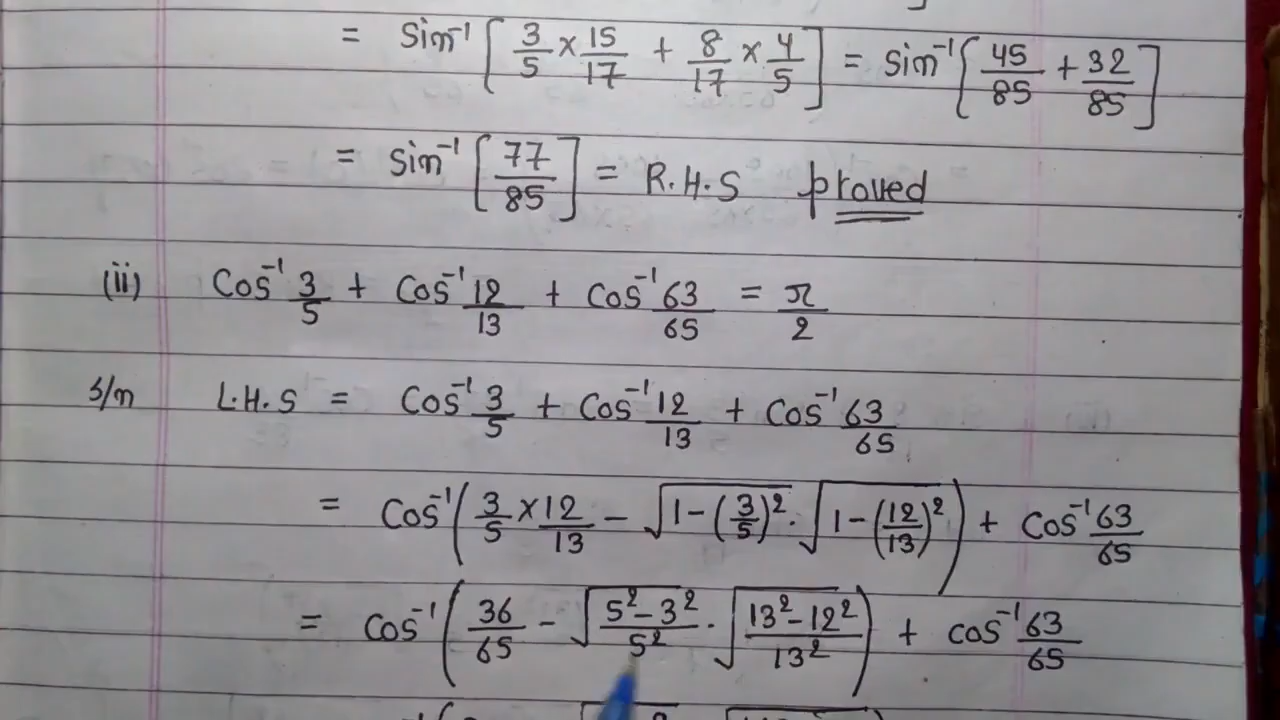 = Sin⁻¹[3/5 × 15/17 + 8/17 × 4/5] = Sin⁻¹[45/85 + 32/85]
= Sin⁻¹[77/85] = R.H.S proved
(ii) Cos⁻¹ 3/5 + Cos⁻¹ 12/13 + Cos⁻¹ 63/65 = π/2
s/n L.H.S = Cos⁻¹ 3/5 + Cos⁻¹ 12/13 + Cos⁻¹ 63/65
= Cos⁻¹(3/5 × 12/13 - √(1-(3/5)²) · √(1-(12/13)²)) + Cos⁻¹ 63/65
= Cos⁻¹(36/65 - √((5²-3²)/5²) · √((13²-12²)/13²)) + cos⁻¹ 63/65